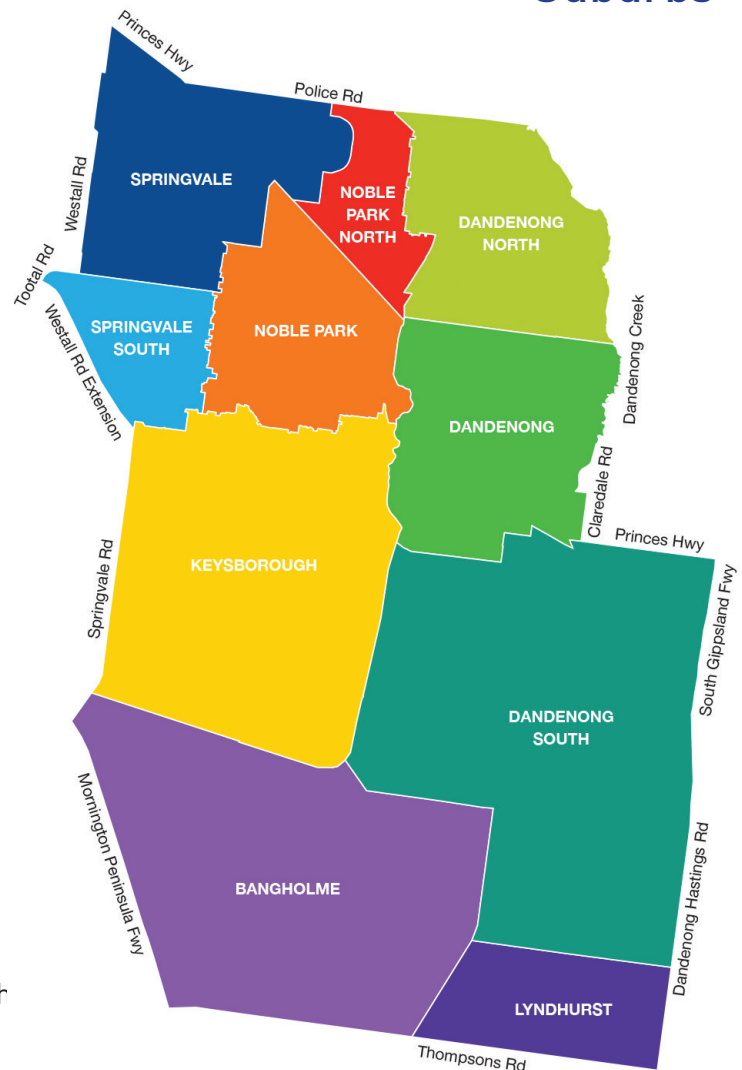 Princes Hwy
Police Rd
SPRINGVALE
Westall Rd
NOBLE
PARK
NORTH
DANDENONG
NORTH
Tootal Rd
SPRINGVALE
SOUTH
NOBLE PARK
Westall Rd Extension
Dandenong Creek
DANDENONG
Claredale Rd
Princes Hwy
KEYSBOROUGH
Springvale Rd
South Gippsland Fwy
DANDENONG
SOUTH
Mornington Peninsula Fwy
BANGHOLME
Dandenong Hastings Rd
LYNDHURST
Thompsons Rd